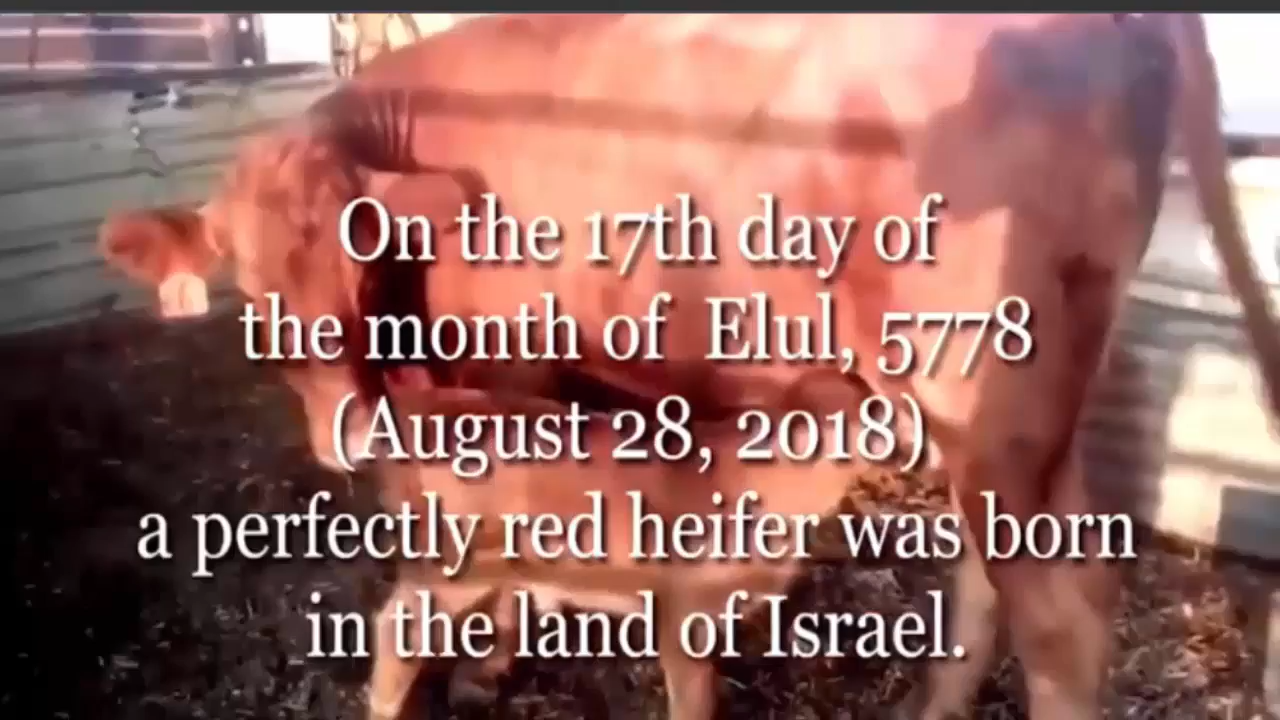 On the 17th day of
the month of Elul, 5778
(August 28, 2018)
a perfectly red heifer was born
in the land of Israel.